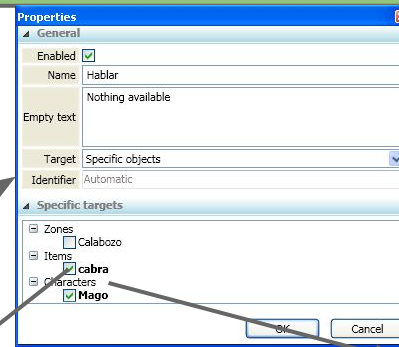 Properties
General
Enabled
Name Hablar
Empty text Nothing available
Target Specific objects
Identifier Automatic
Specific targets
Zones
Calabozo
Items
cabra
Characters
Mago
OK Cancel